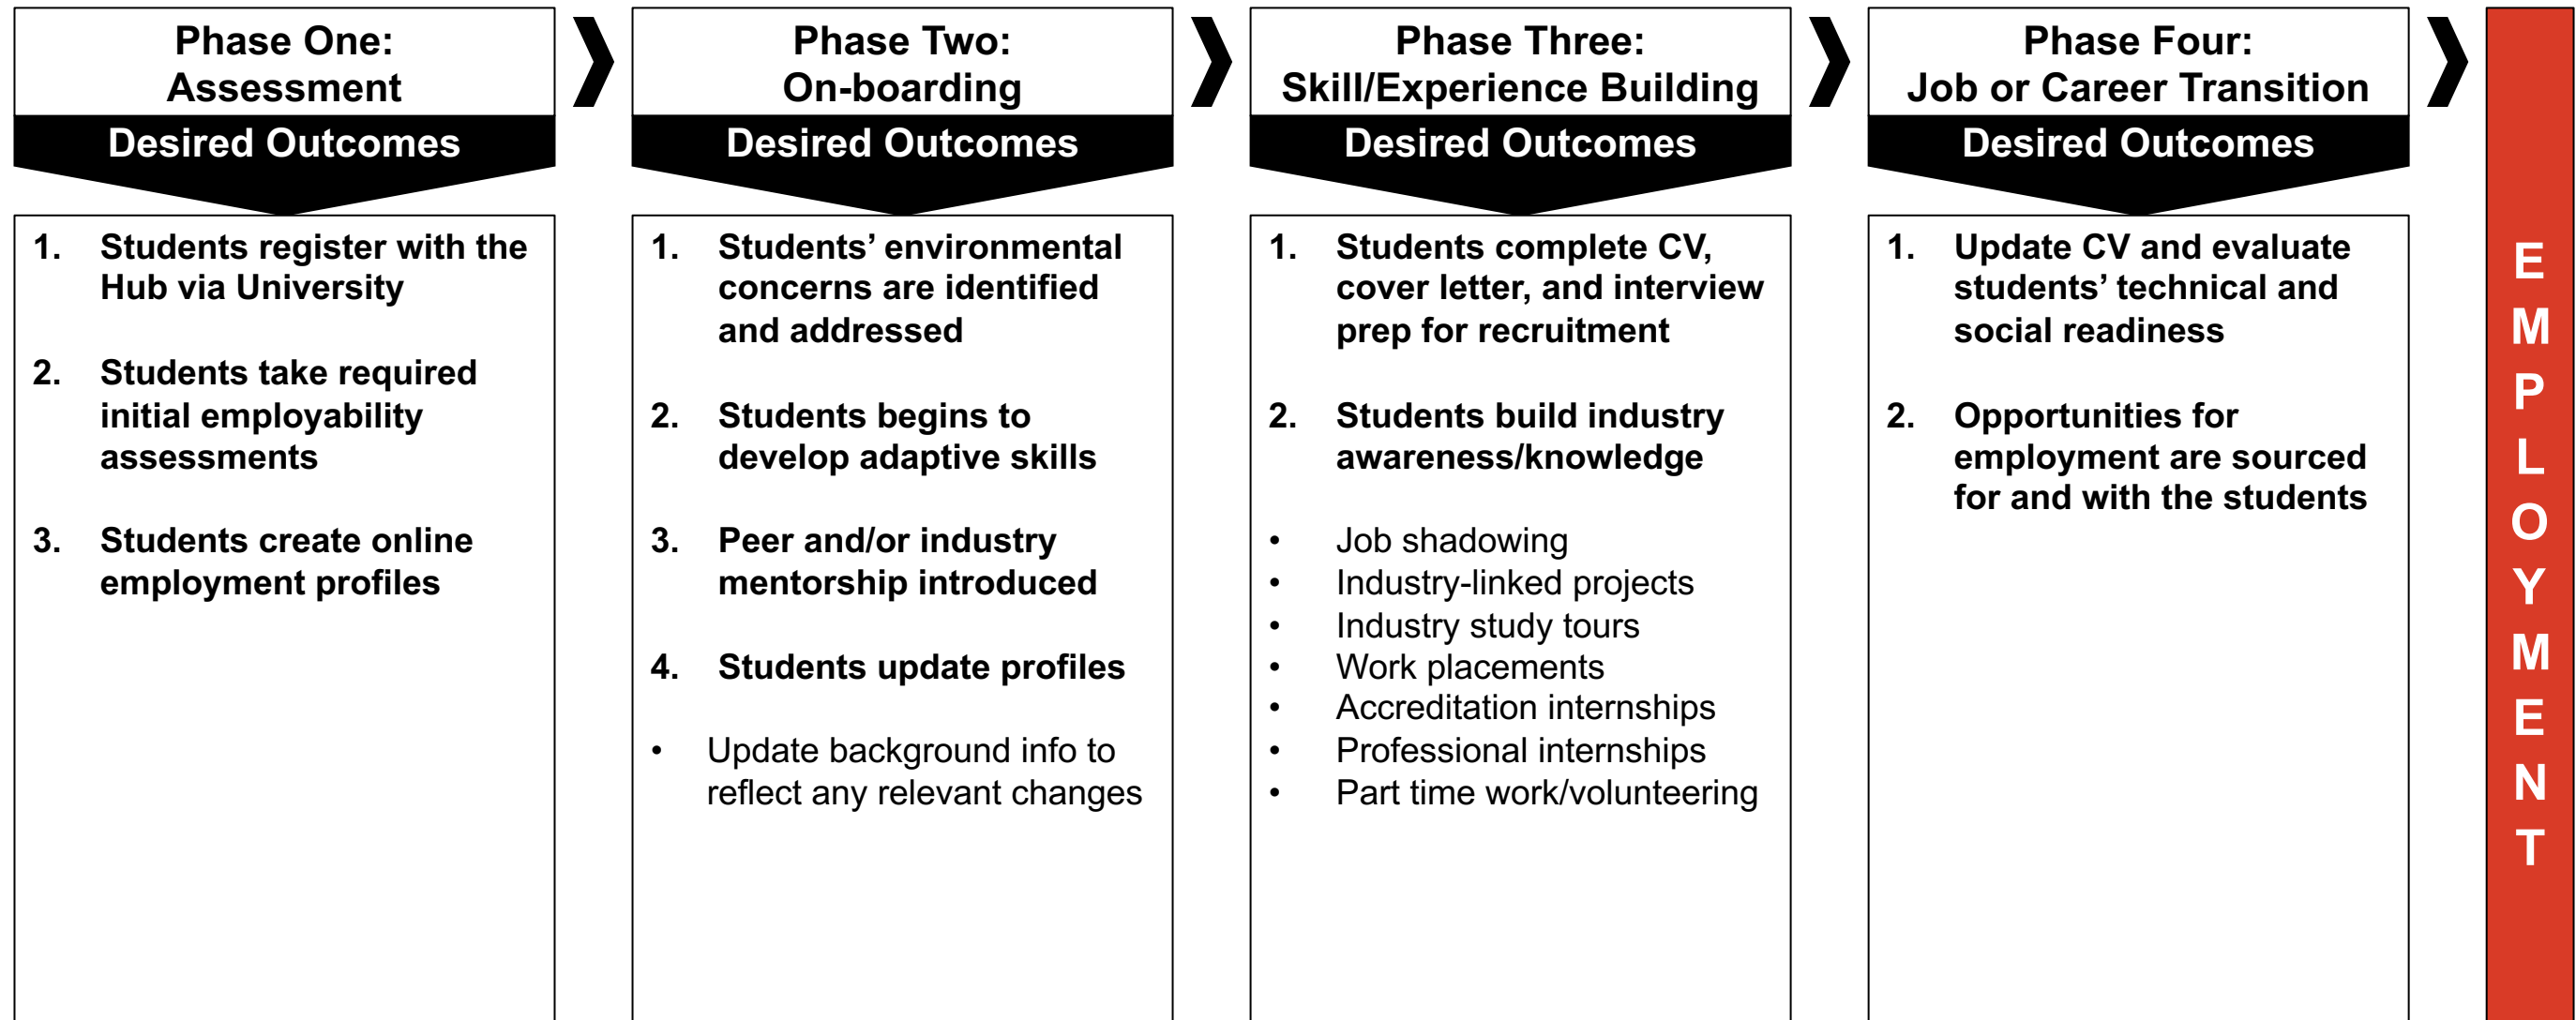 Phase One:
Assessment
Desired Outcomes
1. Students register with the
Hub via University
2. Students take required
initial employability
assessments
3. Students create online
employment profiles
Phase Two:
On-boarding
Desired Outcomes
1. Students’ environmental
concerns are identified
and addressed
2. Students begins to
develop adaptive skills
3. Peer and/or industry
mentorship introduced
4. Students update profiles
• Update background info to
reflect any relevant changes
Phase Three:
Skill/Experience Building
Desired Outcomes
1. Students complete CV,
cover letter, and interview
prep for recruitment
2. Students build industry
awareness/knowledge
• Job shadowing
• Industry-linked projects
• Industry study tours
• Work placements
• Accreditation internships
• Professional internships
• Part time work/volunteering
Phase Four:
Job or Career Transition
Desired Outcomes
1. Update CV and evaluate
students’ technical and
social readiness
2. Opportunities for
employment are sourced
for and with the students
EMPLOYMENT